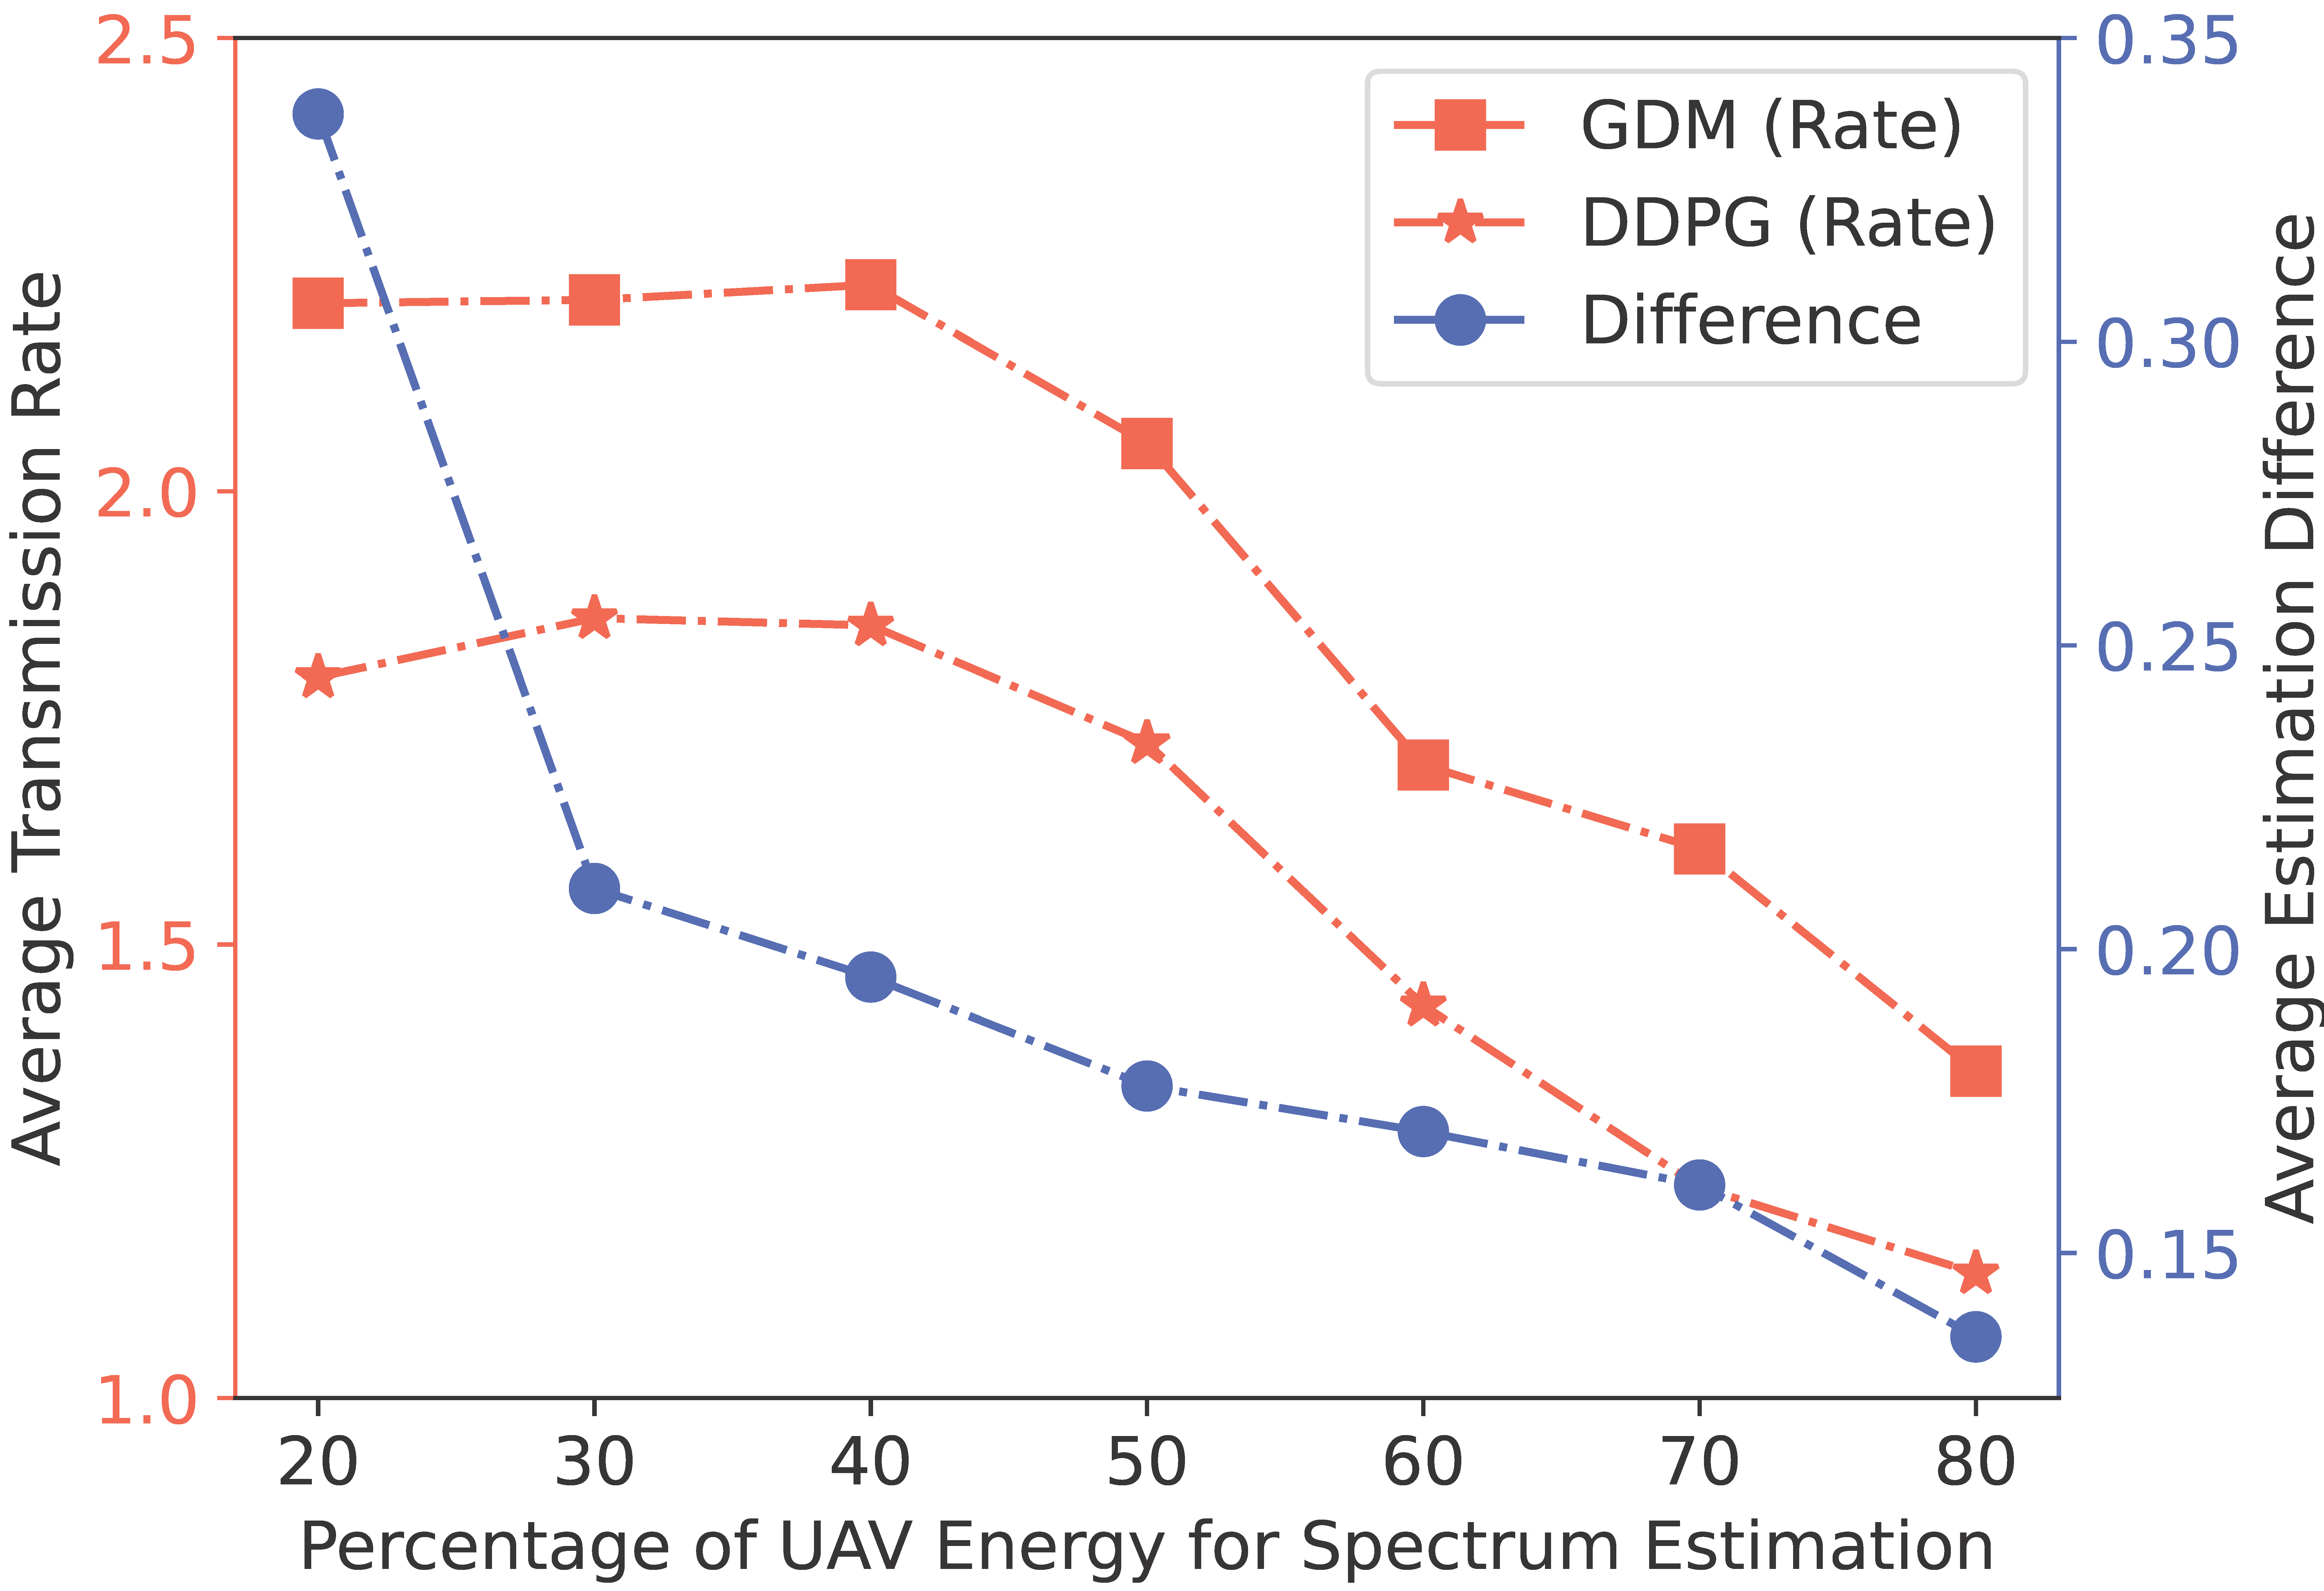 Average Transmission Rate
2.5
2.0
1.5
1.0
GDM (Rate)
DDPG (Rate)
Difference
0.35
0.30
0.25
0.20
0.15
Average Estimation Difference
20 30 40 50 60 70 80
Percentage of UAV Energy for Spectrum Estimation